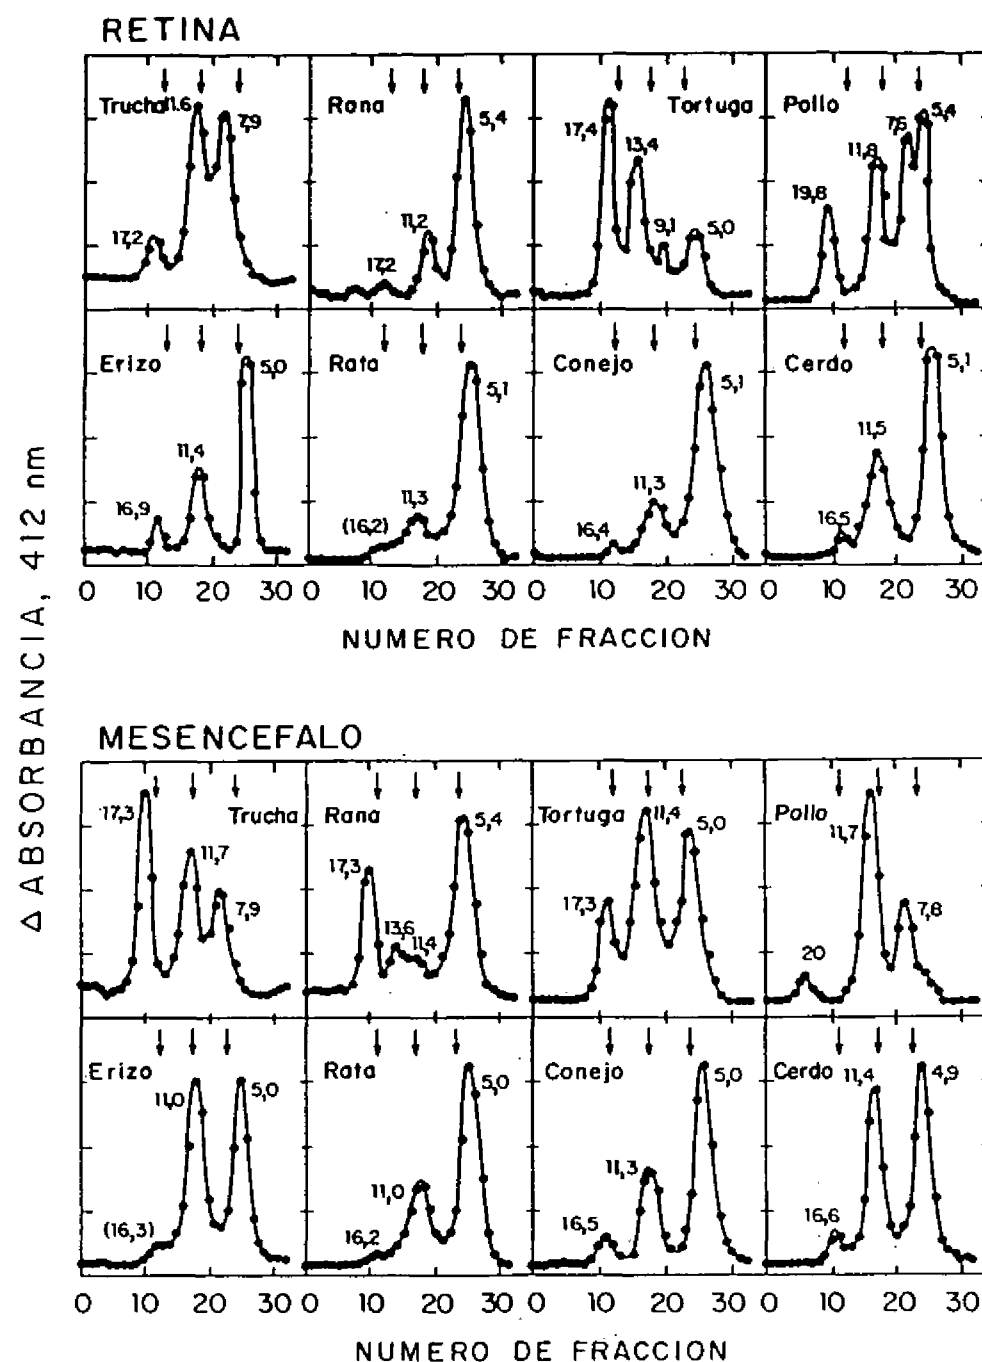 RETINA
Trucha
11.6
7,9
17,2
Rana
5,4
11,2
17,2
Tortuga
17,4
13,4
9,1
5,0
Pollo
5,4
7,6
11,8
19,8
Erizo
5,0
11,4
16,9
Rata
5,1
11,3
(16,2)
Conejo
5,1
11,3
16,4
Cerdo
5,1
11,5
16,5
0 10 20 30 0 10 20 30 0 10 20 30 0 10 20 30
NUMERO DE FRACCION
Δ ABSORBANCIA, 412 nm
MESENCEFALO
17,3
Trucha
11,7
7,9
Rana
5,4
17,3
13,6
11,4
Tortuga
11,4
5,0
17,3
Pollo
11,7
7,8
20
Erizo
11,0
5,0
(16,3)
Rata
5,0
11,0
16,2
Conejo
5,0
11,3
16,5
Cerdo
11,4
4,9
16,6
0 10 20 30 0 10 20 30 0 10 20 30 0 10 20 30
NUMERO DE FRACCION